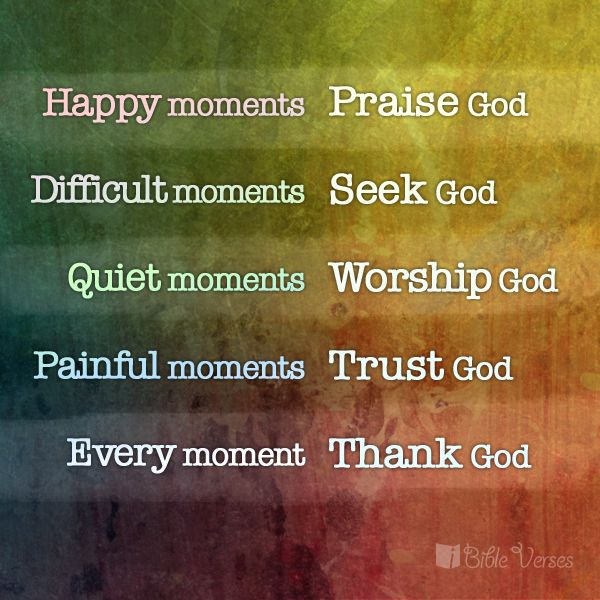 Happy moments Praise God
Difficult moments Seek God
Quiet moments Worship God
Painful moments Trust God
Every moment Thank God
i Bible Verses